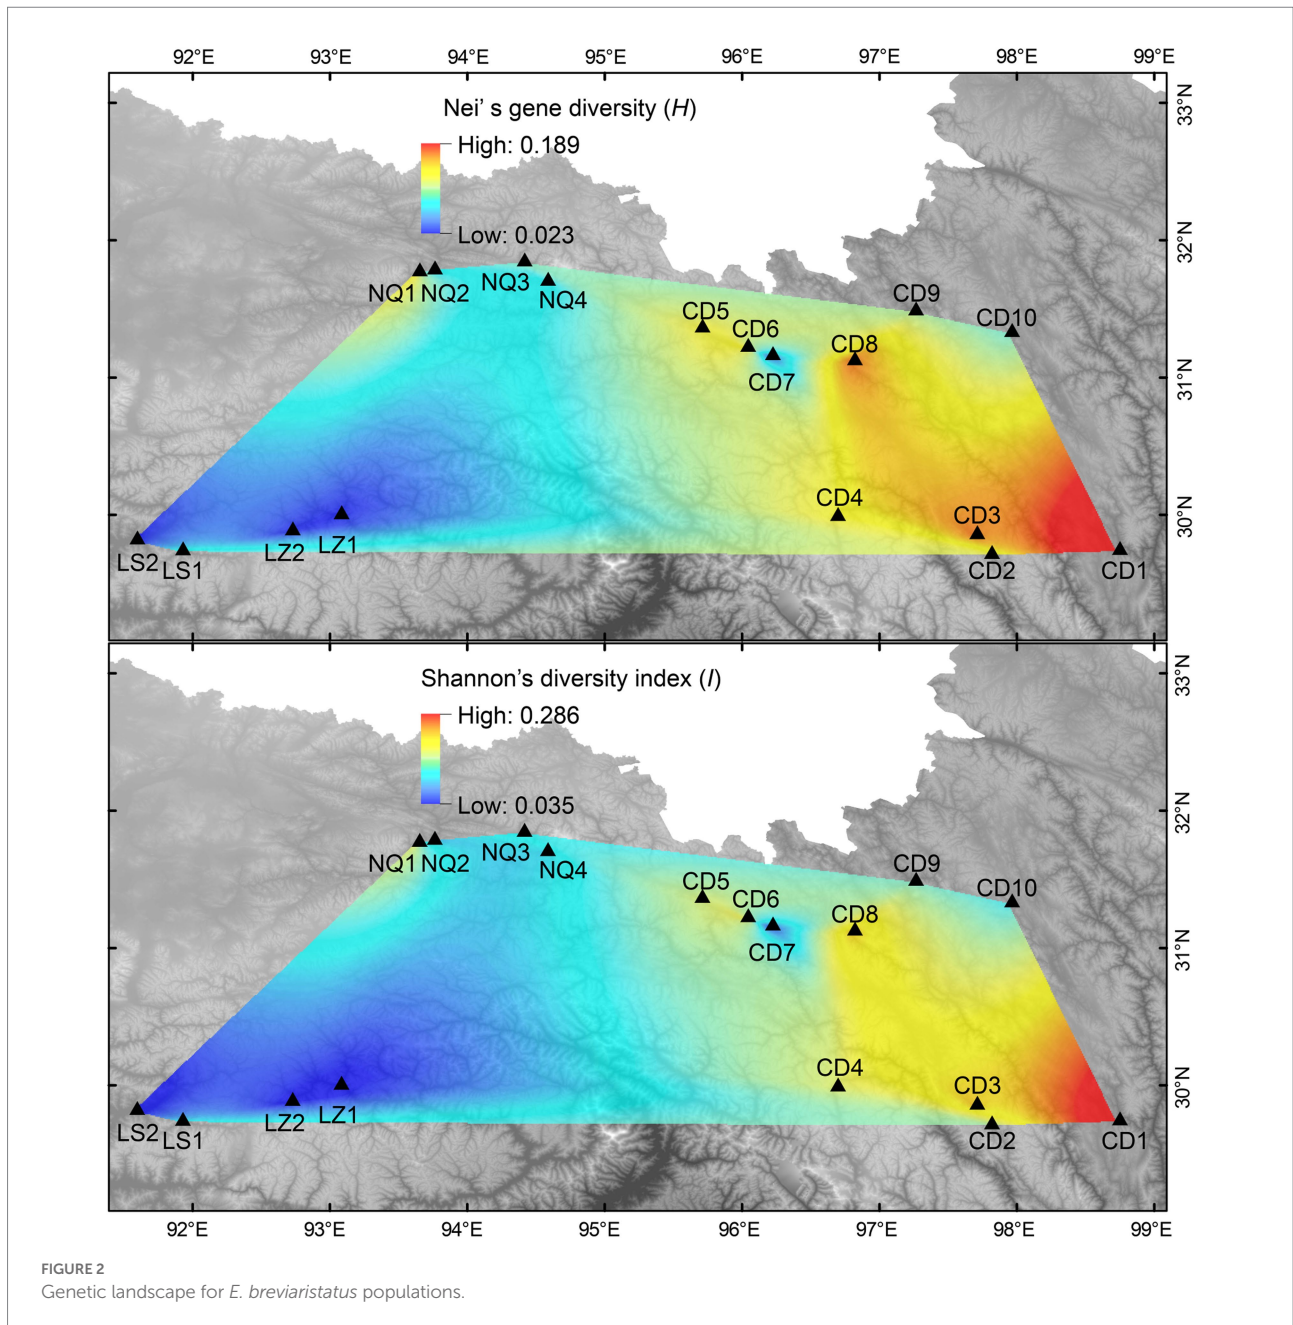 92°E 93°E 94°E 95°E 96°E 97°E 98°E 99°E
Nei’ s gene diversity (H)
High: 0.189
Low: 0.023
33°N
32°N
31°N
30°N
NQ1 NQ2 NQ3 NQ4
CD5 CD6 CD7 CD8 CD9 CD10
CD4 CD3 CD2 CD1
LS2 LS1 LZ2 LZ1
Shannon’s diversity index (I)
High: 0.286
Low: 0.035
33°N
32°N
31°N
30°N
NQ1 NQ2 NQ3 NQ4
CD5 CD6 CD7 CD8 CD9 CD10
CD4 CD3 CD2 CD1
LS2 LS1 LZ2 LZ1
92°E 93°E 94°E 95°E 96°E 97°E 98°E 99°E
FIGURE 2
Genetic landscape for E. breviaristatus populations.